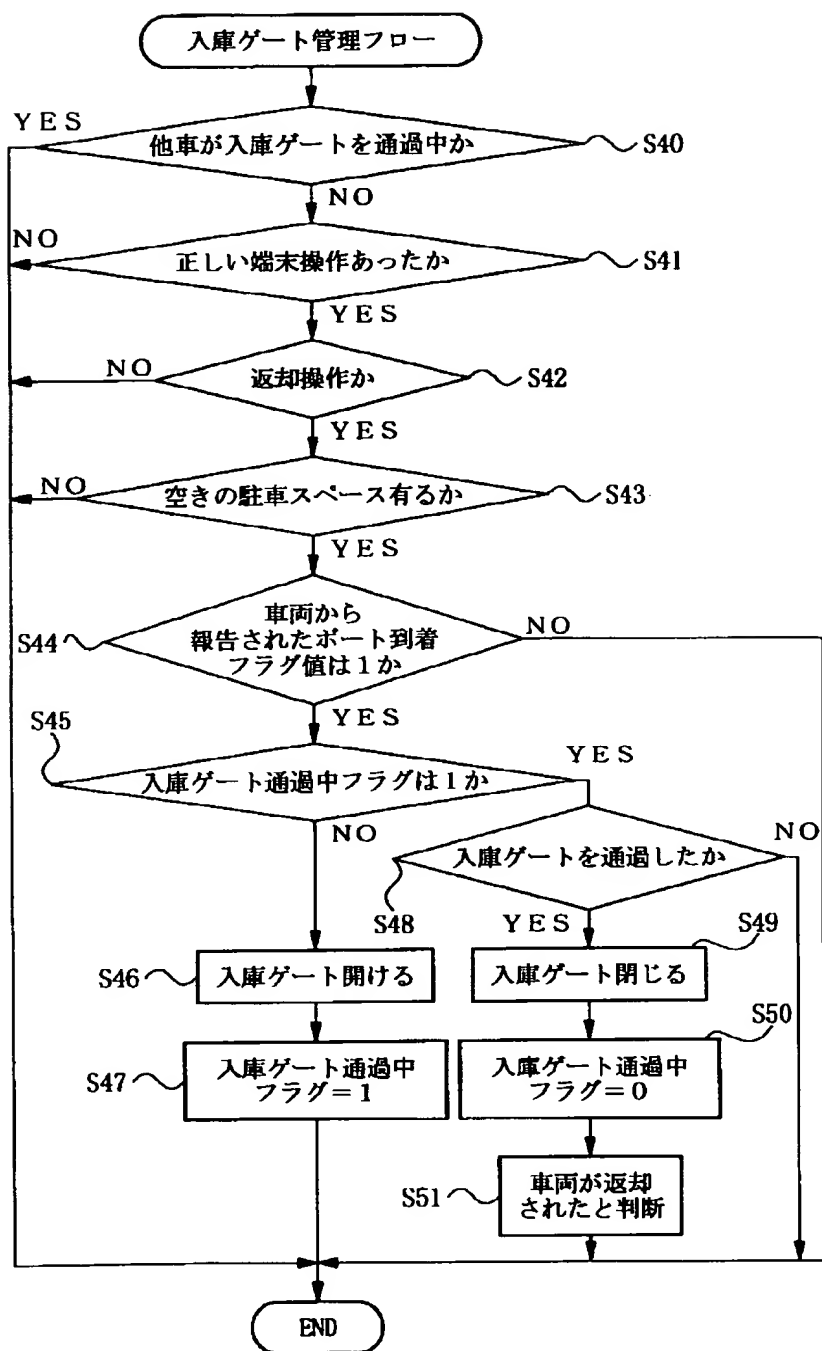 入庫ゲート管理フロー
YES
他車が入庫ゲートを通過中か
S40
NO
NO
正しい端末操作あったか
S41
YES
NO
返却操作か
S42
YES
NO
空きの駐車スペース有るか
S43
YES
S44
車両から
報告されたポート到着
フラグ値は1か
NO
YES
S45
入庫ゲート通過中フラグは1か
YES
NO
入庫ゲートを通過したか
NO
S48
YES
S49
S46
入庫ゲート開ける
入庫ゲート閉じる
S50
S47
入庫ゲート通過中
フラグ=1
入庫ゲート通過中
フラグ=0
S51
車両が返却
されたと判断
END